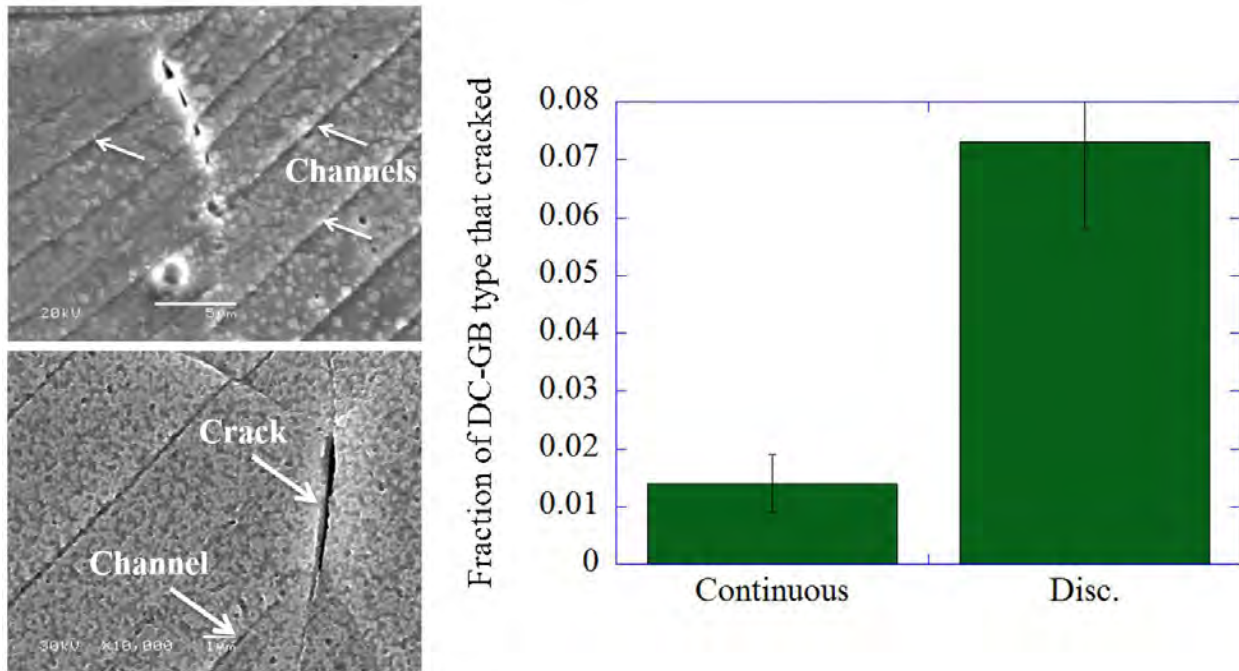 Channels
20kV 5µm
Crack
Channel
30kV X10,000 1µm
Fraction of DC-GB type that cracked
0.08
0.07
0.06
0.05
0.04
0.03
0.02
0.01
0
Continuous Disc.